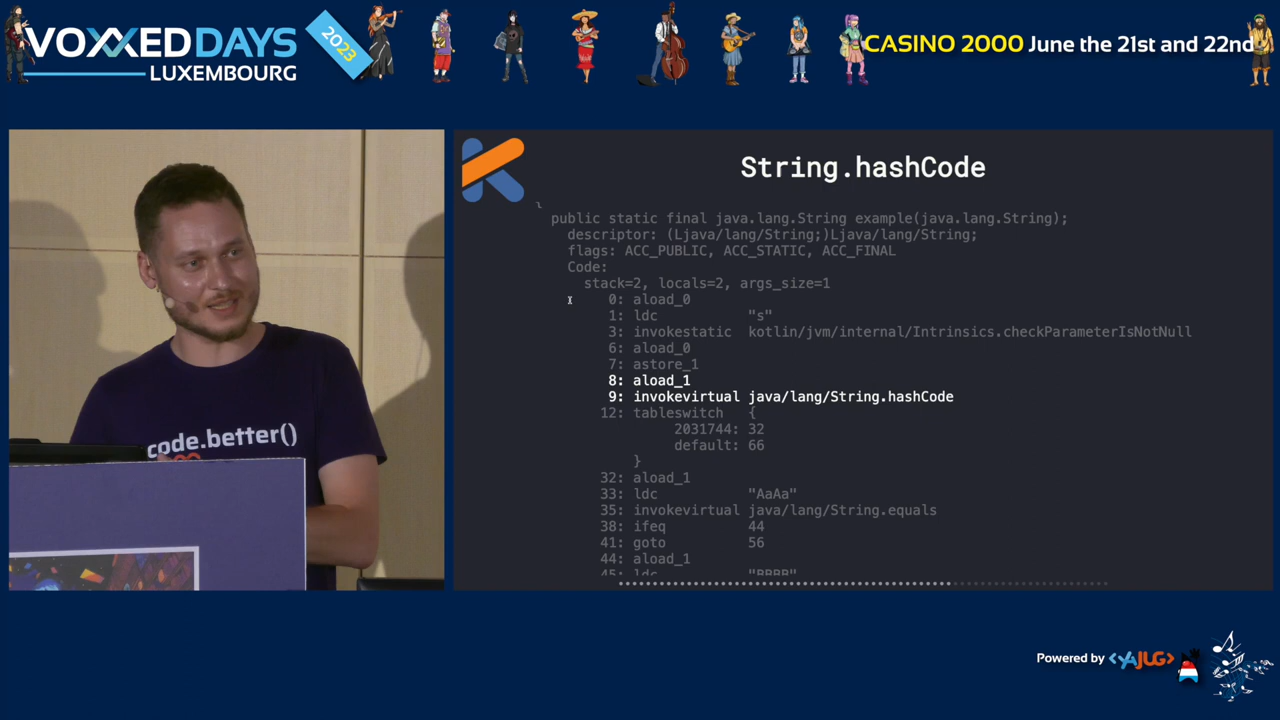 VOXXED DAYS
LUXEMBOURG
2023
CASINO 2000 June the 21st and 22nd
code.better()
String.hashCode
{
public static final java.lang.String example(java.lang.String);
descriptor: (Ljava/lang/String;)Ljava/lang/String;
flags: ACC_PUBLIC, ACC_STATIC, ACC_FINAL
Code:
stack=2, locals=2, args_size=1
0: aload_0
1: ldc "s"
3: invokestatic kotlin/jvm/internal/Intrinsics.checkParameterIsNotNull
6: aload_0
7: astore_1
8: aload_1
9: invokevirtual java/lang/String.hashCode
12: tableswitch {
2031744: 32
default: 66
}
32: aload_1
33: ldc "AaAa"
35: invokevirtual java/lang/String.equals
38: ifeq 44
41: goto 56
44: aload_1
45: ldc "BBBB"
Powered by <YAJUG>